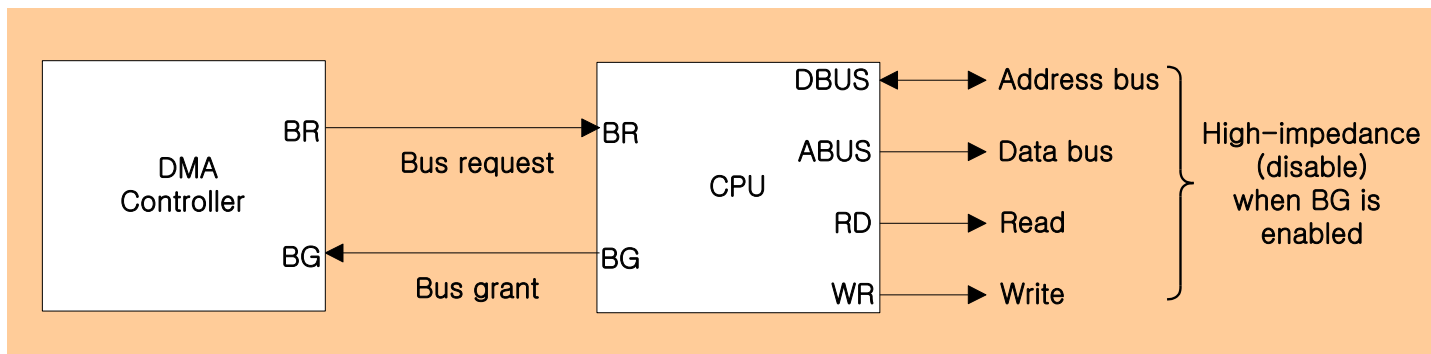 DMA
Controller
BR
BG
Bus request
Bus grant
BR
BG
CPU
DBUS
ABUS
RD
WR
Address bus
Data bus
Read
Write
High-impedance
(disable)
when BG is
enabled